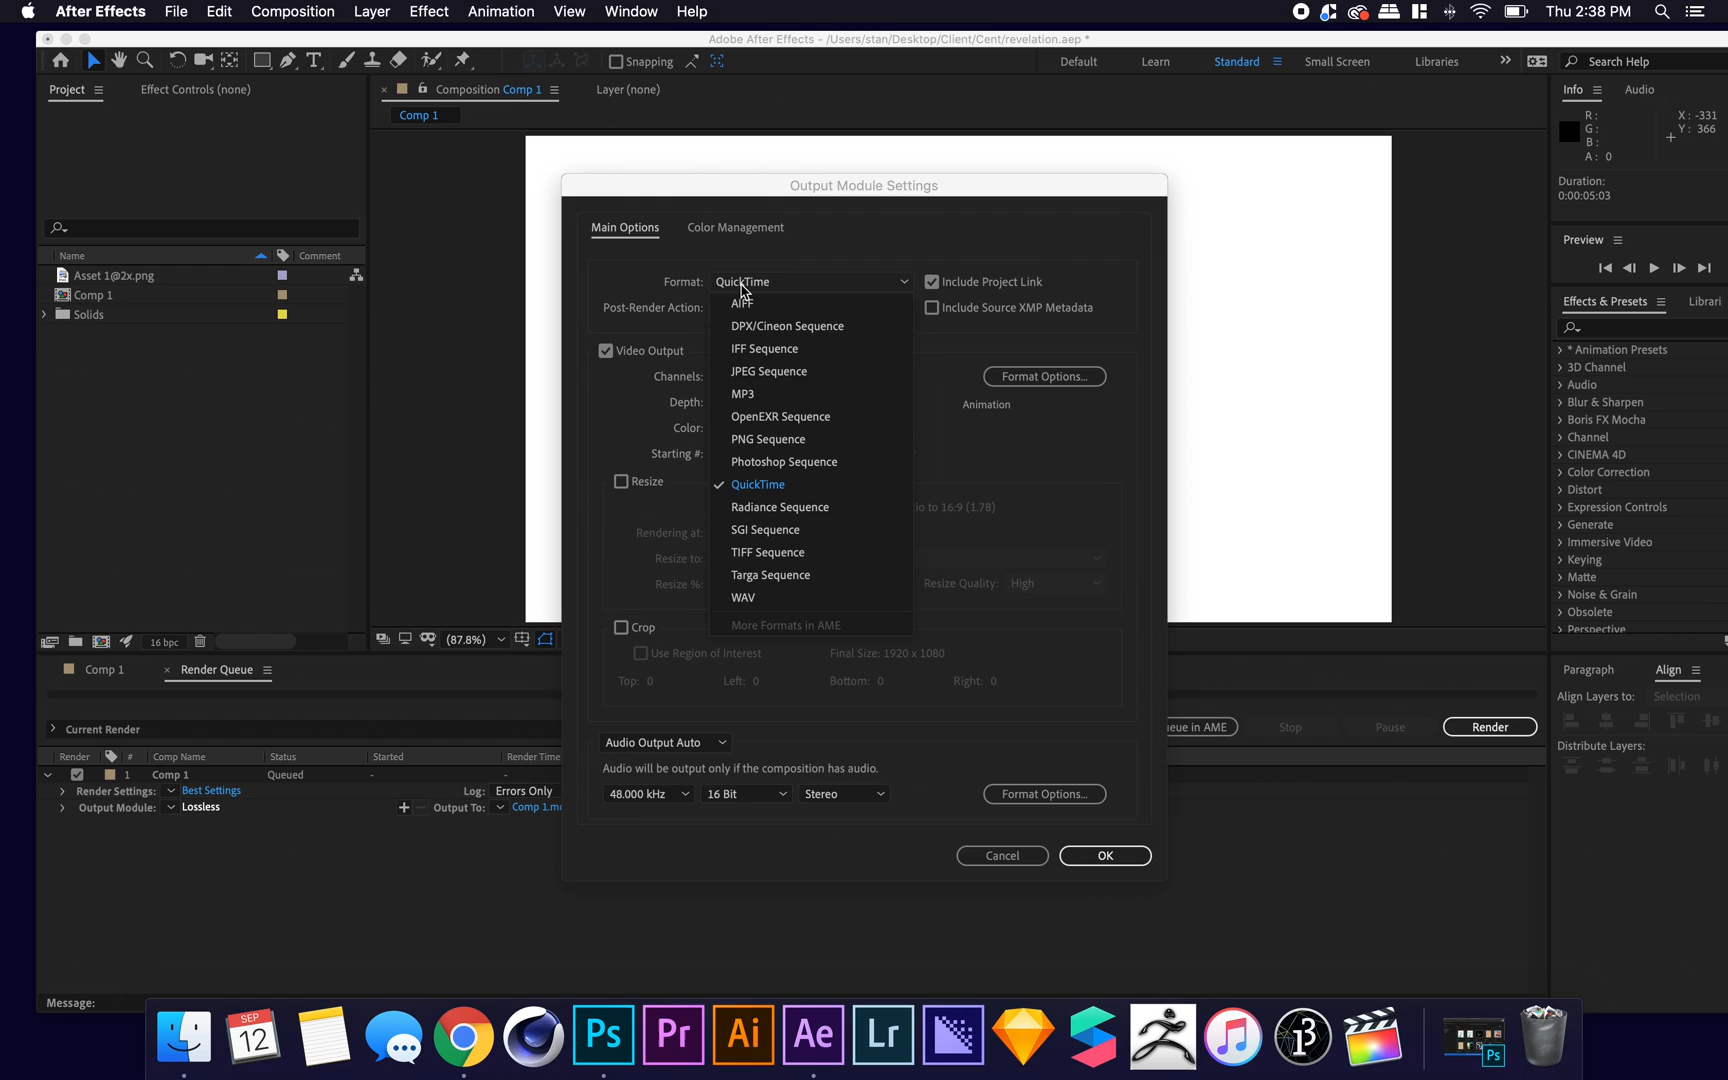 After Effects File Edit Composition Layer Effect Animation View Window Help Thu 2:38 PM
Adobe After Effects - /Users/stan/Desktop/Client/Cent/revelation.aep *
Snapping Default Learn Standard Small Screen Libraries Search Help
Project Effect Controls (none) Composition Comp 1 Layer (none) Info Audio
Comp 1
R:
G:
B:
A: 0
X: -331
Y: 366
Duration:
0:00:05:03
Preview
Name Comment
Asset 1@2x.png
Comp 1
Solids
Output Module Settings
Main Options Color Management
Format: QuickTime Include Project Link
Post-Render Action: Include Source XMP Metadata
AIFF
DPX/Cineon Sequence
IFF Sequence
JPEG Sequence
MP3
OpenEXR Sequence
PNG Sequence
Photoshop Sequence
QuickTime
Radiance Sequence
SGI Sequence
TIFF Sequence
Targa Sequence
WAV
More Formats in AME
Video Output
Channels: Format Options...
Depth: Animation
Color:
Starting #:
Resize
to 16:9 (1.78)
Rendering at:
Resize to:
Resize %: Resize Quality: High
Crop
Use Region of Interest Final Size: 1920 x 1080
Top: 0 Left: 0 Bottom: 0 Right: 0
Audio Output Auto
Audio will be output only if the composition has audio.
48.000 kHz 16 Bit Stereo Format Options...
Cancel OK
Effects & Presets Librari
* Animation Presets
3D Channel
Audio
Blur & Sharpen
Boris FX Mocha
Channel
CINEMA 4D
Color Correction
Distort
Expression Controls
Generate
Immersive Video
Keying
Matte
Noise & Grain
Obsolete
Perspective
16 bpc (87.8%)
Comp 1 Render Queue
Current Render
in AME Stop Pause Render
Render # Comp Name Status Started Render Time
1 Comp 1 Queued - -
Render Settings: Best Settings Log: Errors Only
Output Module: Lossless Output To: Comp 1.m
Paragraph Align
Align Layers to: Selection
Distribute Layers:
Message:
SEP
12
Ps Pr Ai Ae Lr Ps